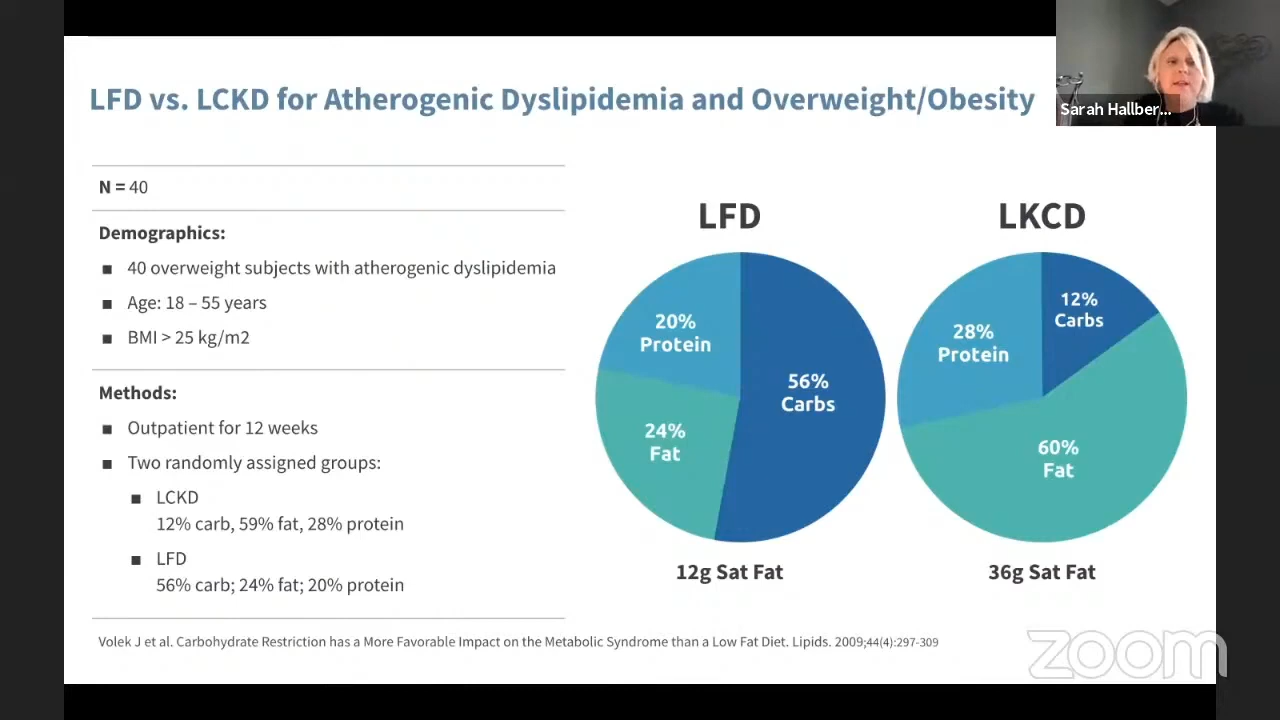 LFD vs. LCKD for Atherogenic Dyslipidemia and Overweight/Obesity
Sarah Hallber...
N = 40
Demographics:
■ 40 overweight subjects with atherogenic dyslipidemia
■ Age: 18 – 55 years
■ BMI > 25 kg/m2
Methods:
■ Outpatient for 12 weeks
■ Two randomly assigned groups:
■ LCKD
12% carb, 59% fat, 28% protein
■ LFD
56% carb; 24% fat; 20% protein
LFD
20%
Protein
56%
Carbs
24%
Fat
12g Sat Fat
LKCD
12%
Carbs
28%
Protein
60%
Fat
36g Sat Fat
Volek J et al. Carbohydrate Restriction has a More Favorable Impact on the Metabolic Syndrome than a Low Fat Diet. Lipids. 2009;44(4):297-309
zoom